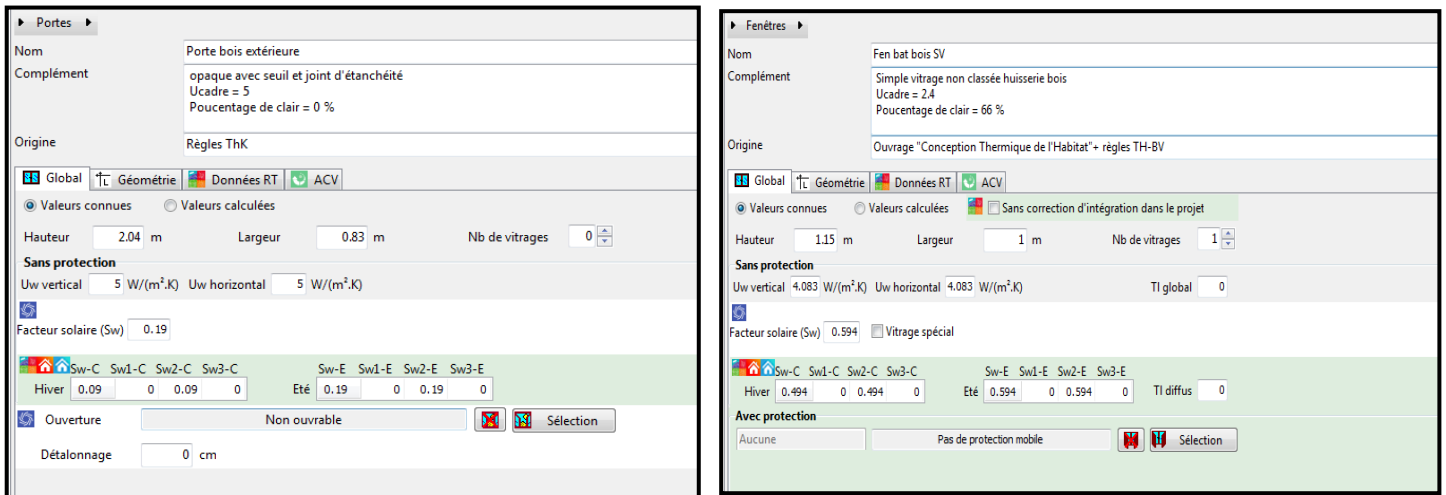 Portes
Nom Porte bois extérieure
Complément opaque avec seuil et joint d'étanchéité
Ucadre = 5
Poucentage de clair = 0 %
Origine Règles ThK
Global Géométrie Données RT ACV
Valeurs connues Valeurs calculées
Hauteur 2.04 m Largeur 0.83 m Nb de vitrages 0
Sans protection
Uw vertical 5 W/(m².K) Uw horizontal 5 W/(m².K)
Facteur solaire (Sw) 0.19
Sw-C Sw1-C Sw2-C Sw3-C Sw-E Sw1-E Sw2-E Sw3-E
Hiver 0.09 0 0.09 0 Eté 0.19 0 0.19 0
Ouverture Non ouvrable Sélection
Détalonnage 0 cm
Fenêtres
Nom Fen bat bois SV
Complément Simple vitrage non classée huisserie bois
Ucadre = 2.4
Poucentage de clair = 66 %
Origine Ouvrage "Conception Thermique de l'Habitat"+ règles TH-BV
Global Géométrie Données RT ACV
Valeurs connues Valeurs calculées Sans correction d'intégration dans le projet
Hauteur 1.15 m Largeur 1 m Nb de vitrages 1
Sans protection
Uw vertical 4.083 W/(m².K) Uw horizontal 4.083 W/(m².K) Tl global 0
Facteur solaire (Sw) 0.594 Vitrage spécial
Sw-C Sw1-C Sw2-C Sw3-C Sw-E Sw1-E Sw2-E Sw3-E
Hiver 0.494 0 0.494 0 Eté 0.594 0 0.594 0 Tl diffus 0
Avec protection
Aucune Pas de protection mobile Sélection